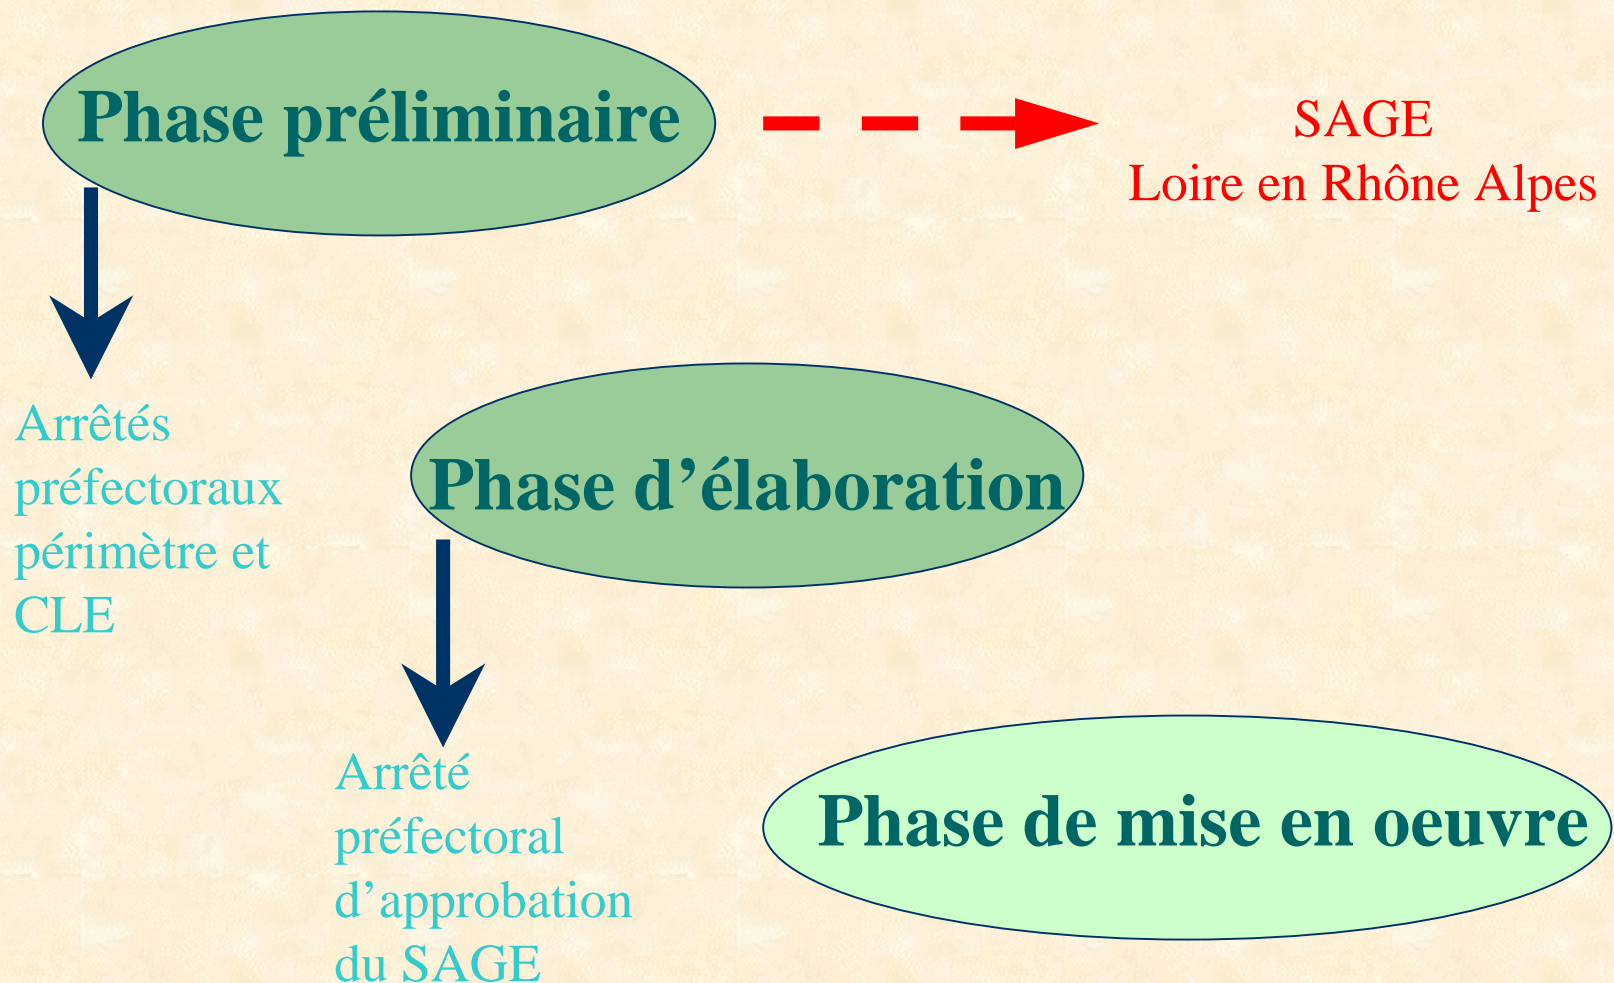 Phase préliminaire
SAGE
Loire en Rhône Alpes
Arrêtés
préfectoraux
périmètre et
CLE
Phase d’élaboration
Arrêté
préfectoral
d’approbation
du SAGE
Phase de mise en oeuvre